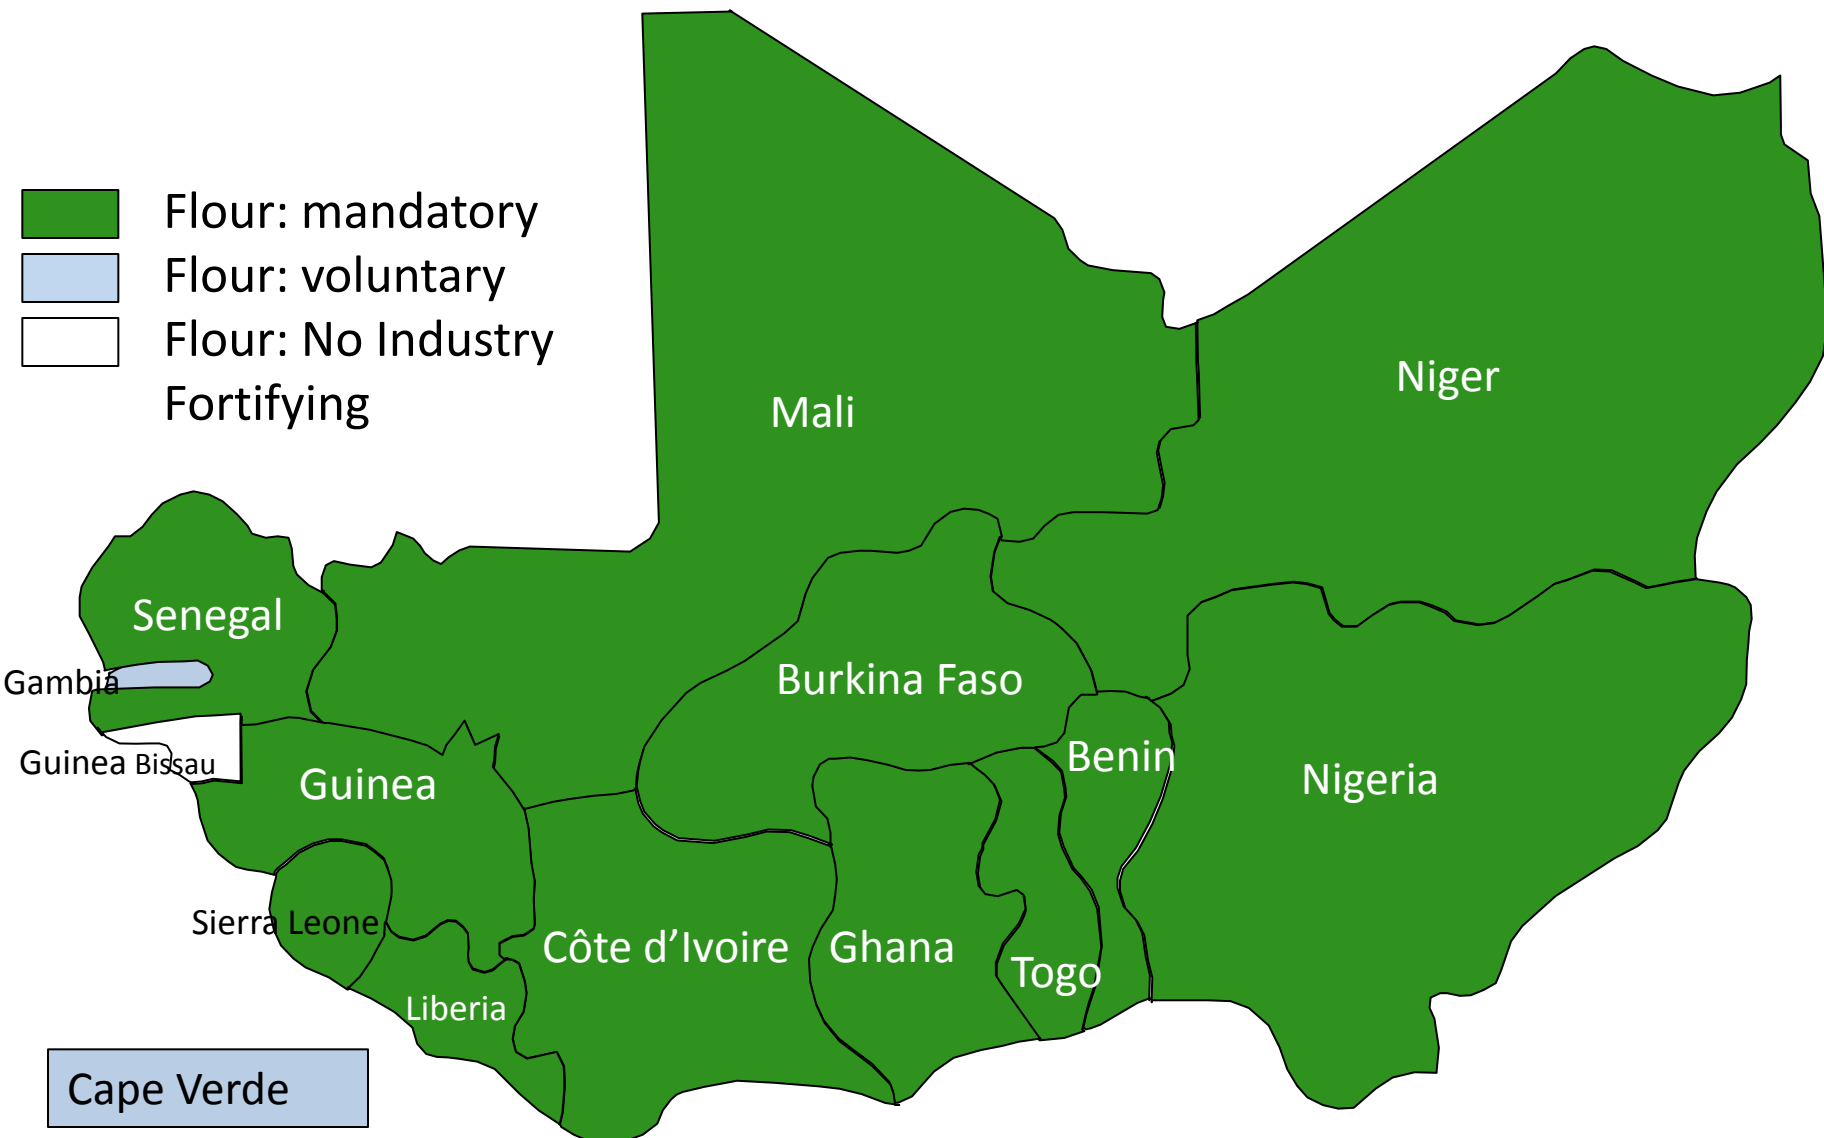 Flour: mandatory
Flour: voluntary
Flour: No Industry
Fortifying
Niger
Mali
Senegal
Gambia
Burkina Faso
Benin
Guinea Bissau
Guinea
Nigeria
Sierra Leone
Côte d’Ivoire
Ghana
Togo
Liberia
Cape Verde